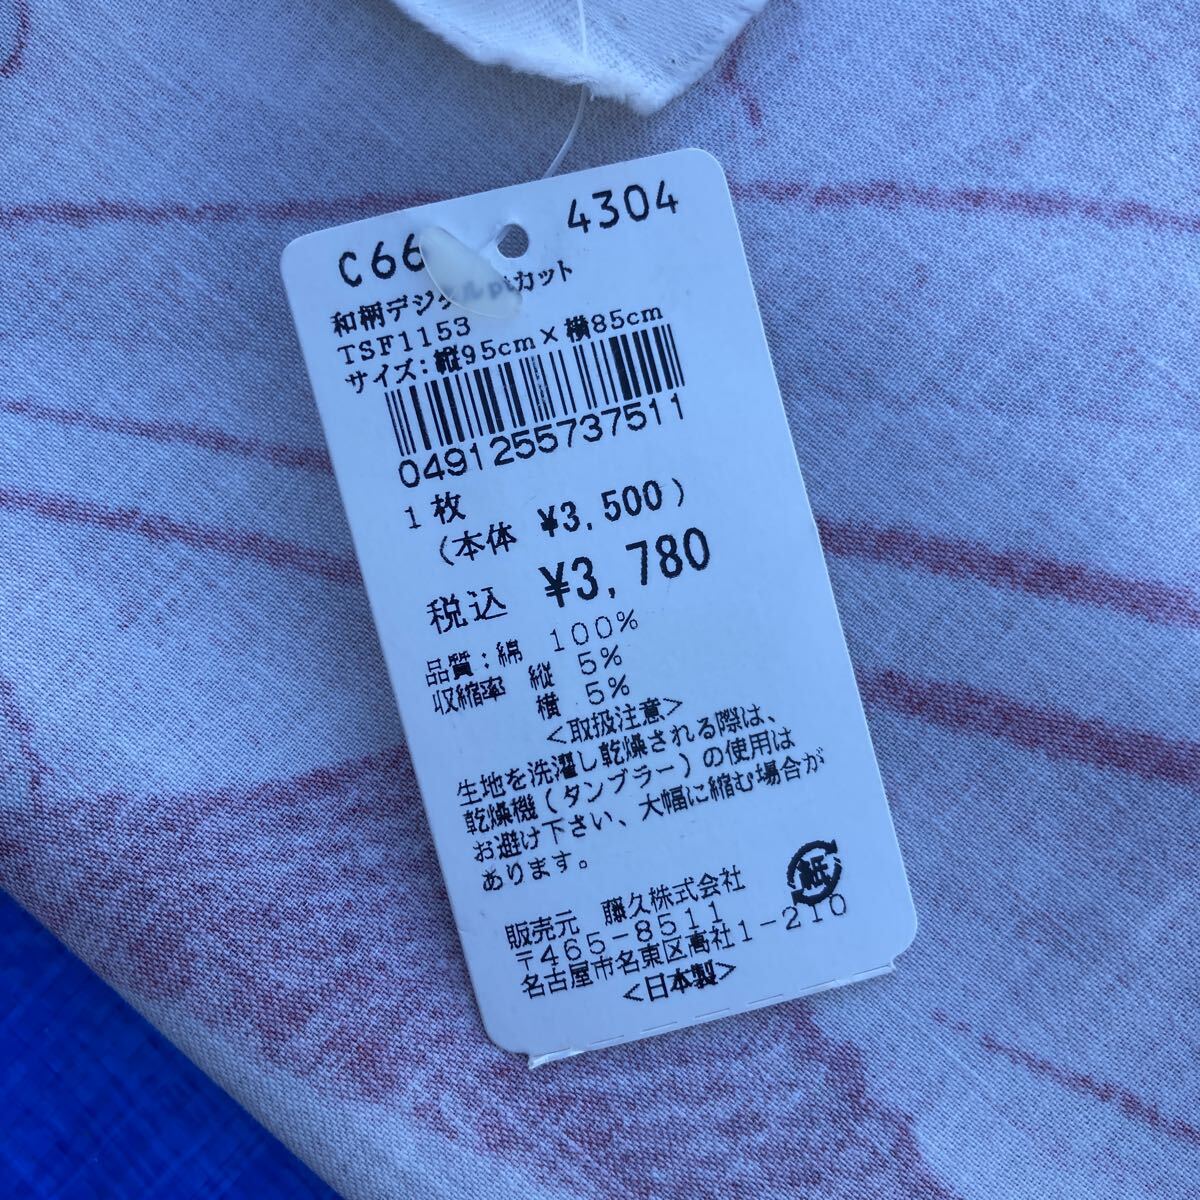 C66 4304
和柄デジタルptカット
TSF1153
サイズ:縦95cm×横85cm
0491255737511
1枚
(本体 ¥3,500)
税込 ¥3,780
品質:綿 100%
収縮率 縦 5%
横 5%
<取扱注意>
生地を洗濯し乾燥される際は、
乾燥機(タンブラー)の使用は
お避け下さい、大幅に縮む場合が
あります。
紙
販売元 藤久株式会社
〒465-8511
名古屋市名東区高社1-210
<日本製>